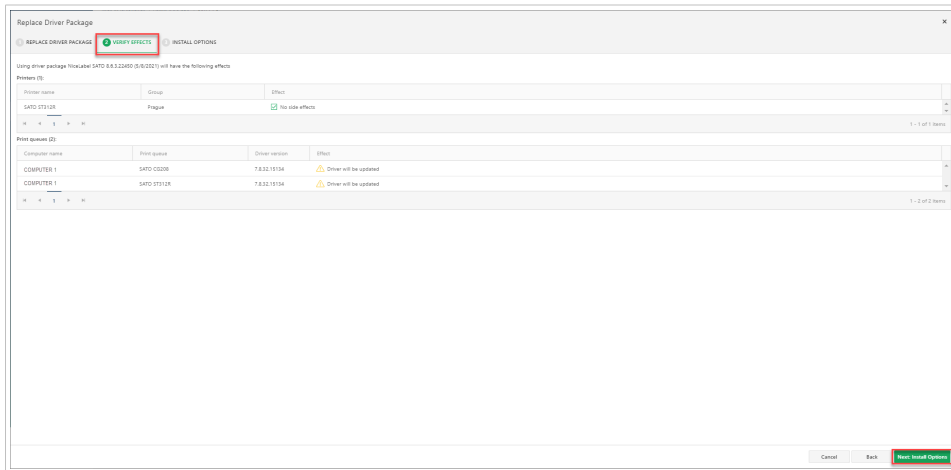 Replace Driver Package
1 REPLACE DRIVER PACKAGE 2 VERIFY EFFECTS 3 INSTALL OPTIONS
Using driver package NiceLabel SATO 8.6.3.22450 (5/8/2021) will have the following effects
Printers (1):
Printer name Group Effect
SATO ST312R Prague No side effects
1
1 - 1 of 1 items
Print queues (2):
Computer name Print queue Driver version Effect
COMPUTER 1 SATO CG208 7.8.32.15134 Driver will be updated
COMPUTER 1 SATO ST312R 7.8.32.15134 Driver will be updated
1
1 - 2 of 2 items
Cancel Back Next: Install Options